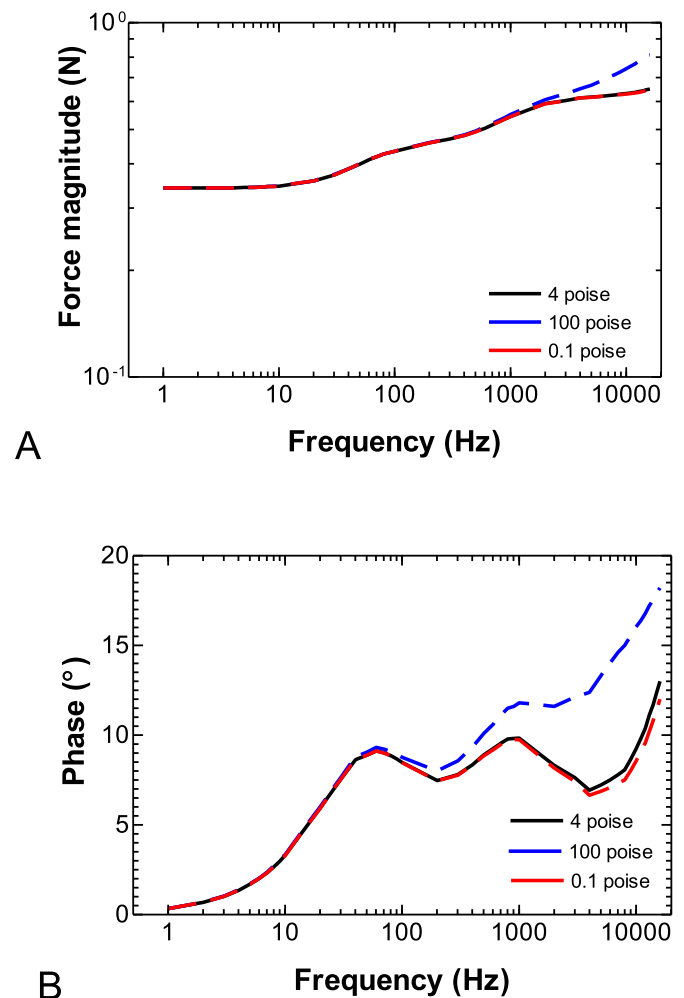 10⁰
Force magnitude (N)
4 poise
100 poise
0.1 poise
10⁻¹
1 10 100 1000 10000
Frequency (Hz)
A
20
15
10
5
0
Phase (°)
4 poise
100 poise
0.1 poise
1 10 100 1000 10000
Frequency (Hz)
B